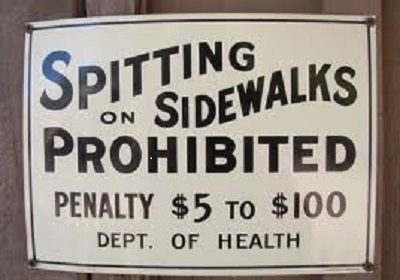 SPITTING
ON SIDEWALKS
PROHIBITED
PENALTY $5 TO $100
DEPT. OF HEALTH